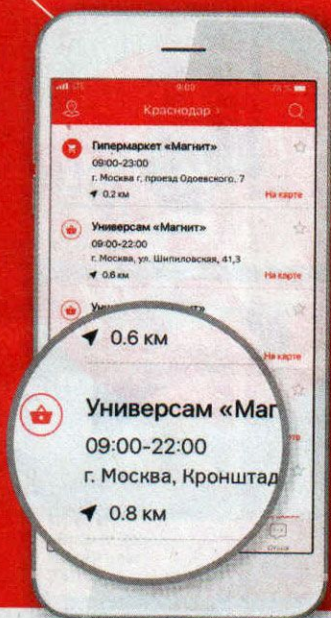 9:00
Краснодар ›
Гипермаркет «Магнит»
09:00-23:00
г. Москва г, проезд Одоевского, 7
0.2 км
На карте
Универсам «Магнит»
09:00-22:00
г. Москва, ул. Шипиловская, 41,3
0.6 км
На карте
0.6 км
На карте
Универсам «Маг
09:00-22:00
г. Москва, Кронштад
0.8 км